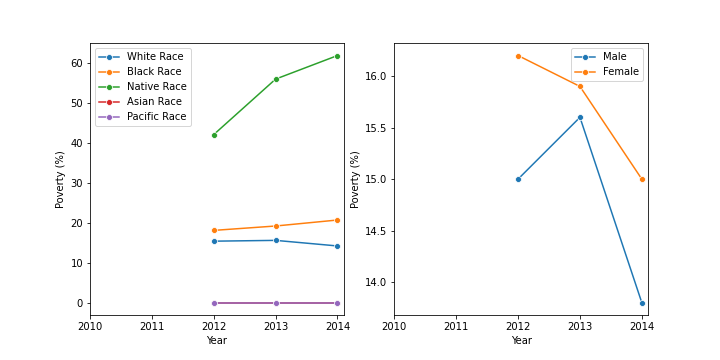 White Race
Black Race
Native Race
Asian Race
Pacific Race
Poverty (%)
60
50
40
30
20
10
0
2010 2011 2012 2013 2014
Year
Male
Female
Poverty (%)
16.0
15.5
15.0
14.5
14.0
2010 2011 2012 2013 2014
Year